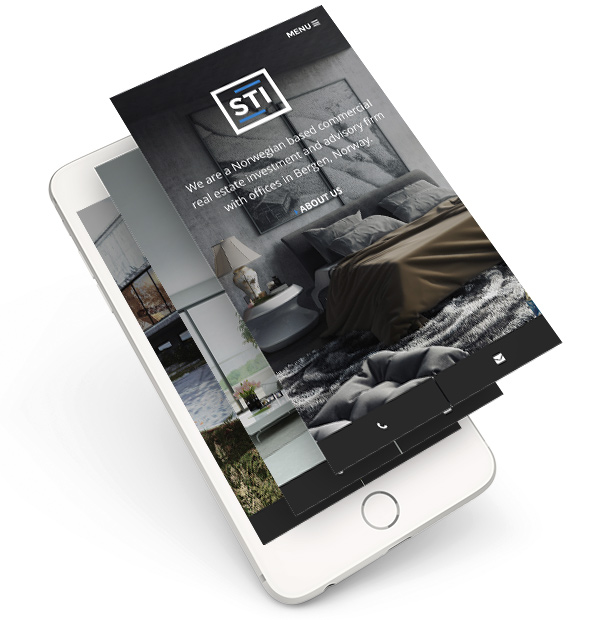 MENU
STI
We are a Norwegian based commercial
real estate investment and advisory firm
with offices in Bergen, Norway.
ABOUT US